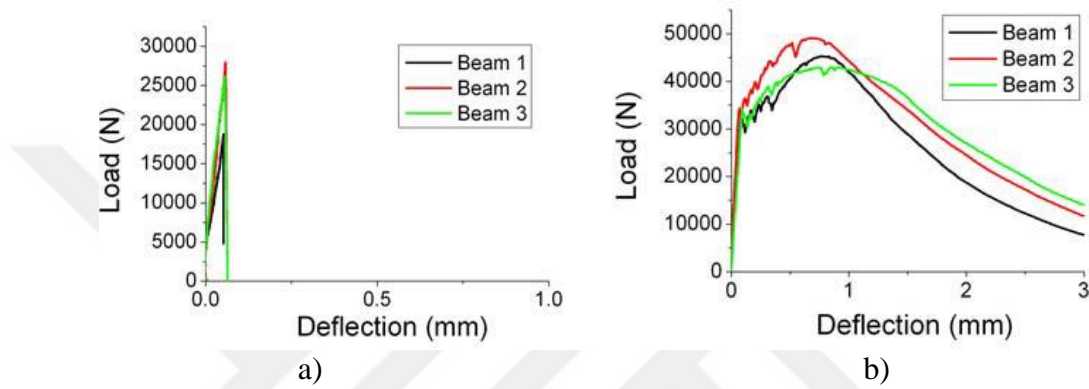 30000
25000
20000
15000
10000
5000
0
Load (N)
0.0
0.5
1.0
Deflection (mm)
Beam 1
Beam 2
Beam 3
a)
50000
40000
30000
20000
10000
0
Load (N)
0
1
2
3
Deflection (mm)
Beam 1
Beam 2
Beam 3
b)